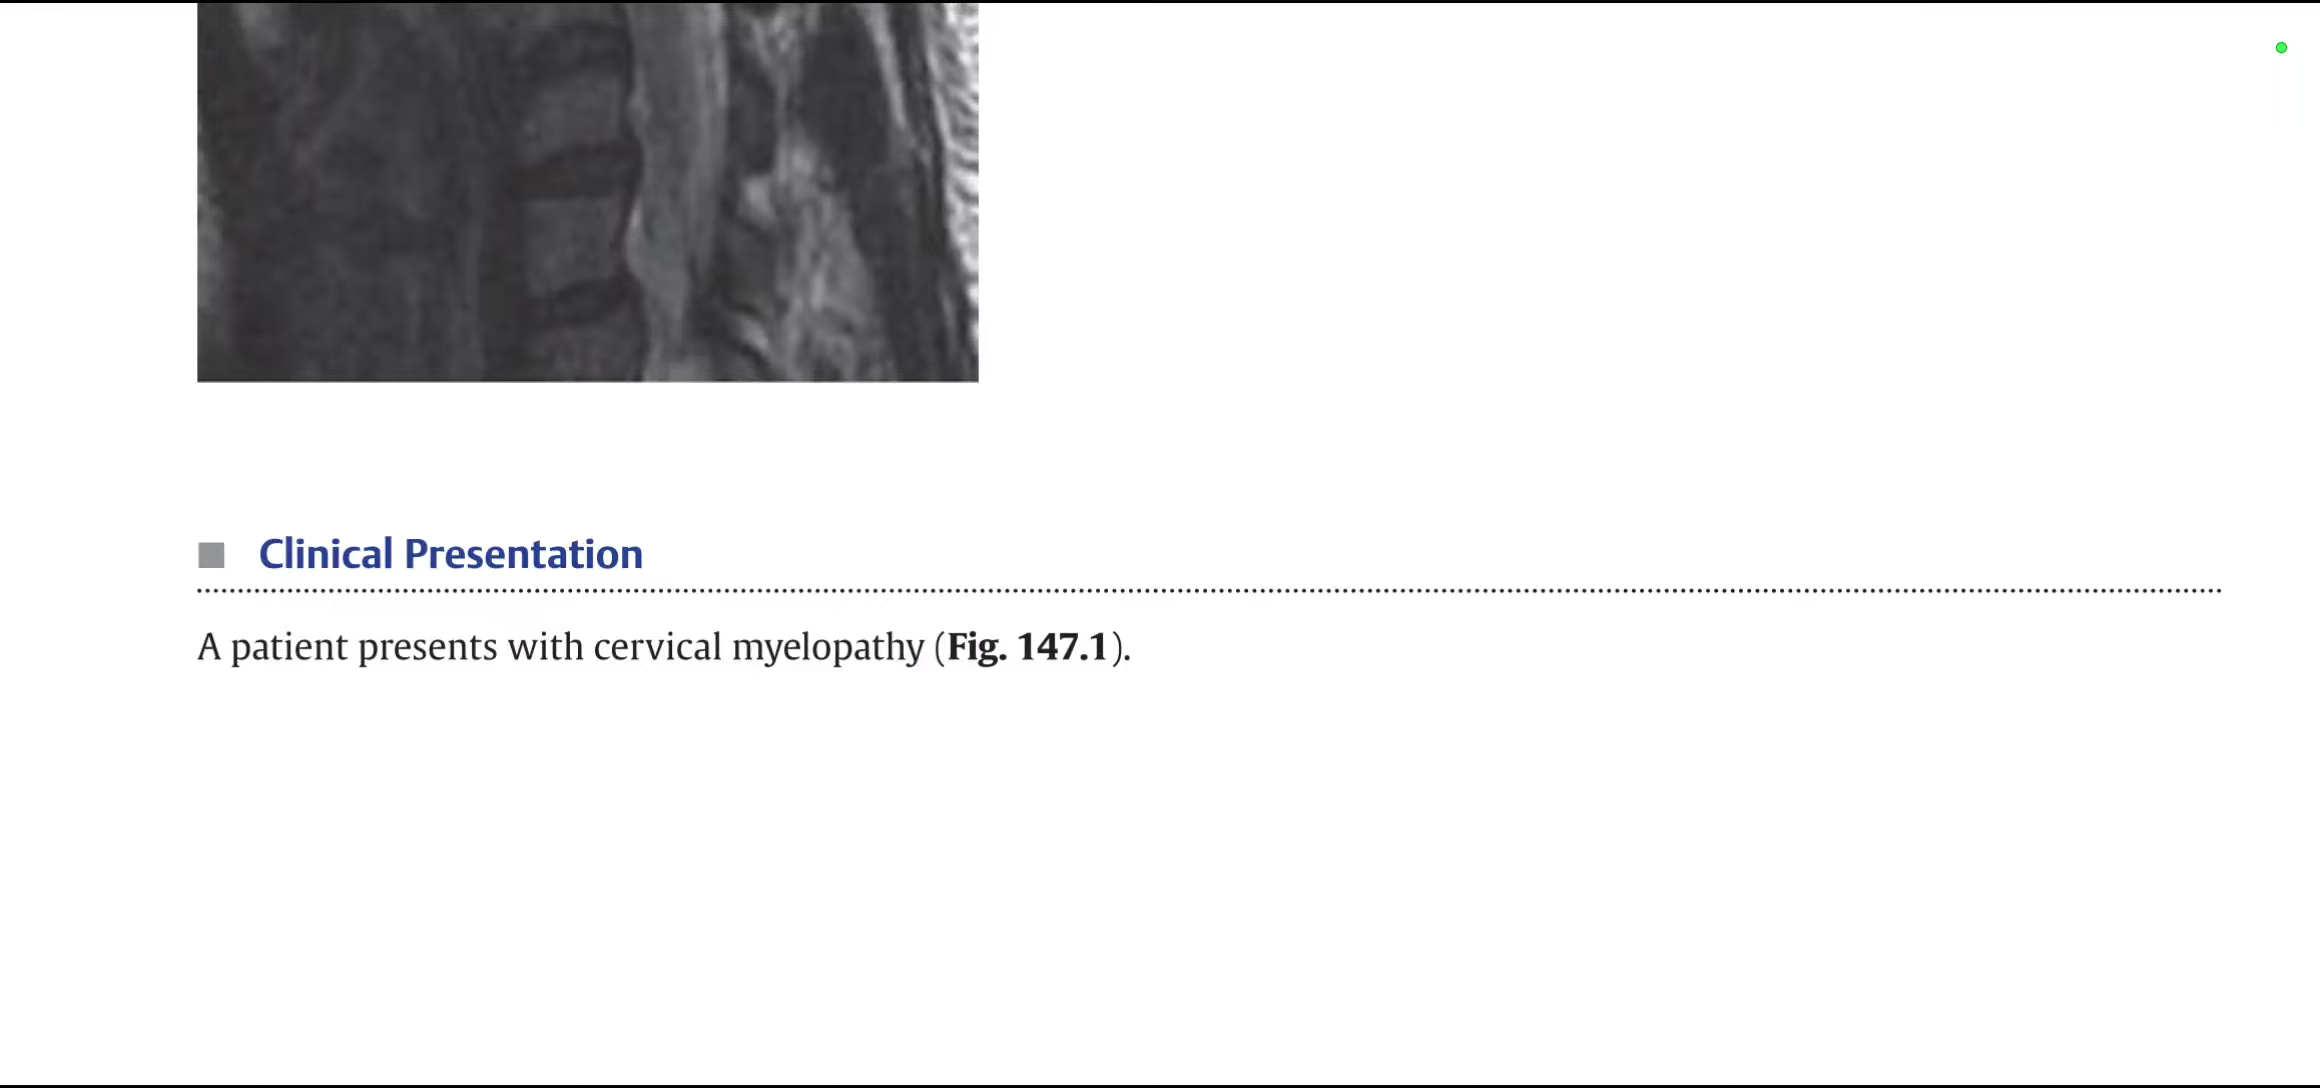 Clinical Presentation
A patient presents with cervical myelopathy (Fig. 147.1).